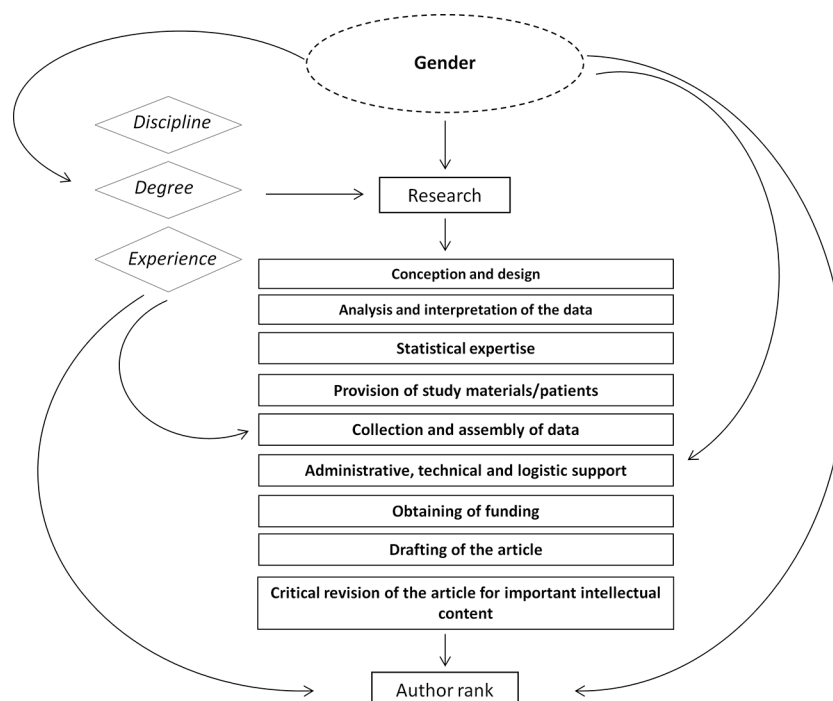 Gender
Discipline
Degree
Research
Experience
Conception and design
Analysis and interpretation of the data
Statistical expertise
Provision of study materials/patients
Collection and assembly of data
Administrative, technical and logistic support
Obtaining of funding
Drafting of the article
Critical revision of the article for important intellectual
content
Author rank